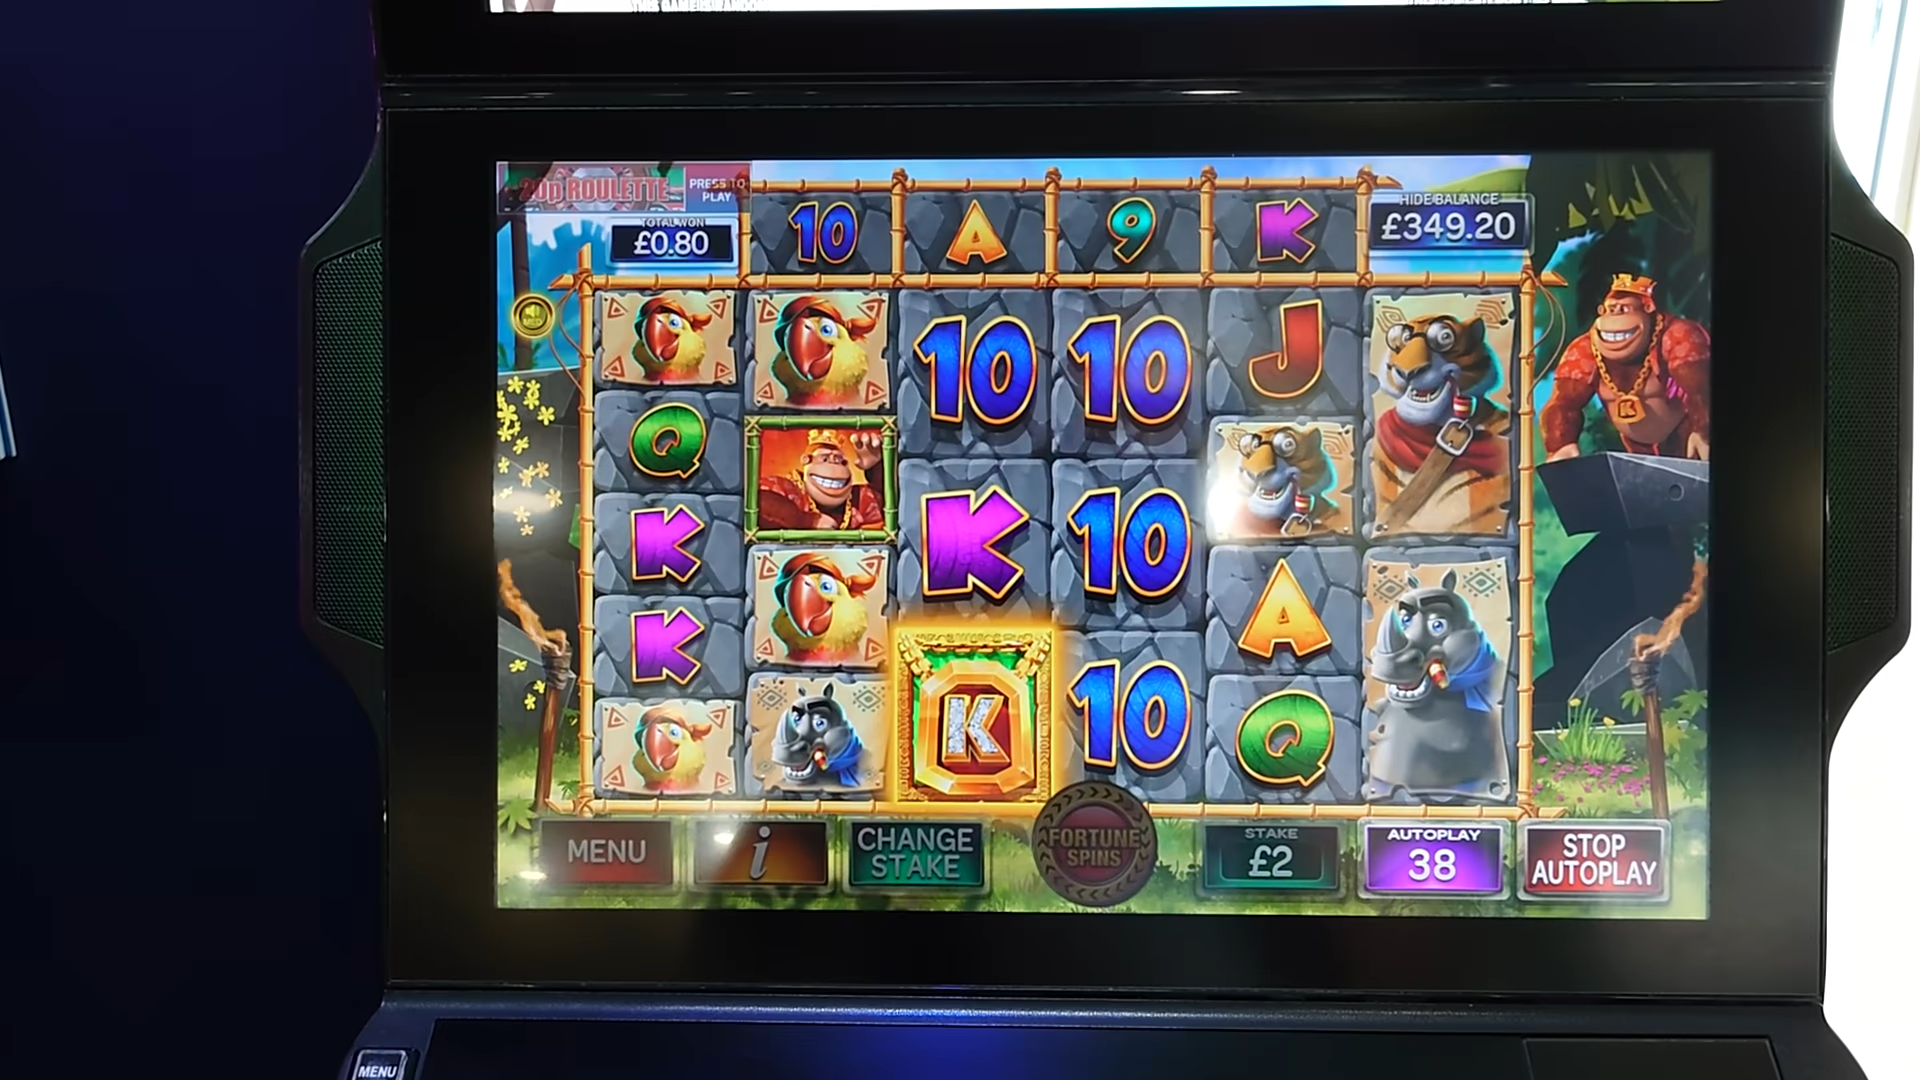 20p ROULETTE
PRESS TO
PLAY
TOTAL WON
£0.80
10
A
9
K
HIDE BALANCE
£349.20
10
10
J
Q
K
K
10
K
A
K
10
Q
MENU
i
CHANGE
STAKE
FORTUNE
SPINS
STAKE
£2
AUTOPLAY
38
STOP
AUTOPLAY
MENU